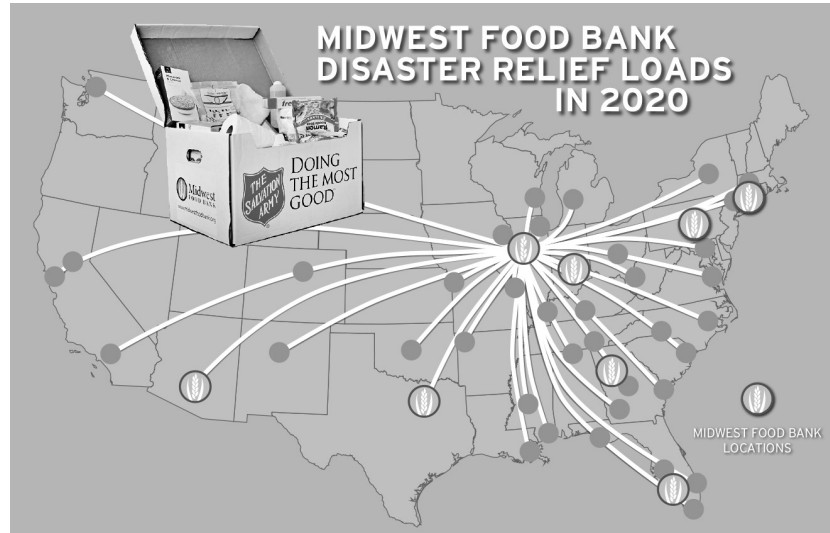 MIDWEST FOOD BANK
DISASTER RELIEF LOADS
IN 2020
Midwest
FOOD BANK
THE
SALVATION
ARMY
DOING
THE MOST
GOOD
Ramen
MIDWEST FOOD BANK
LOCATIONS